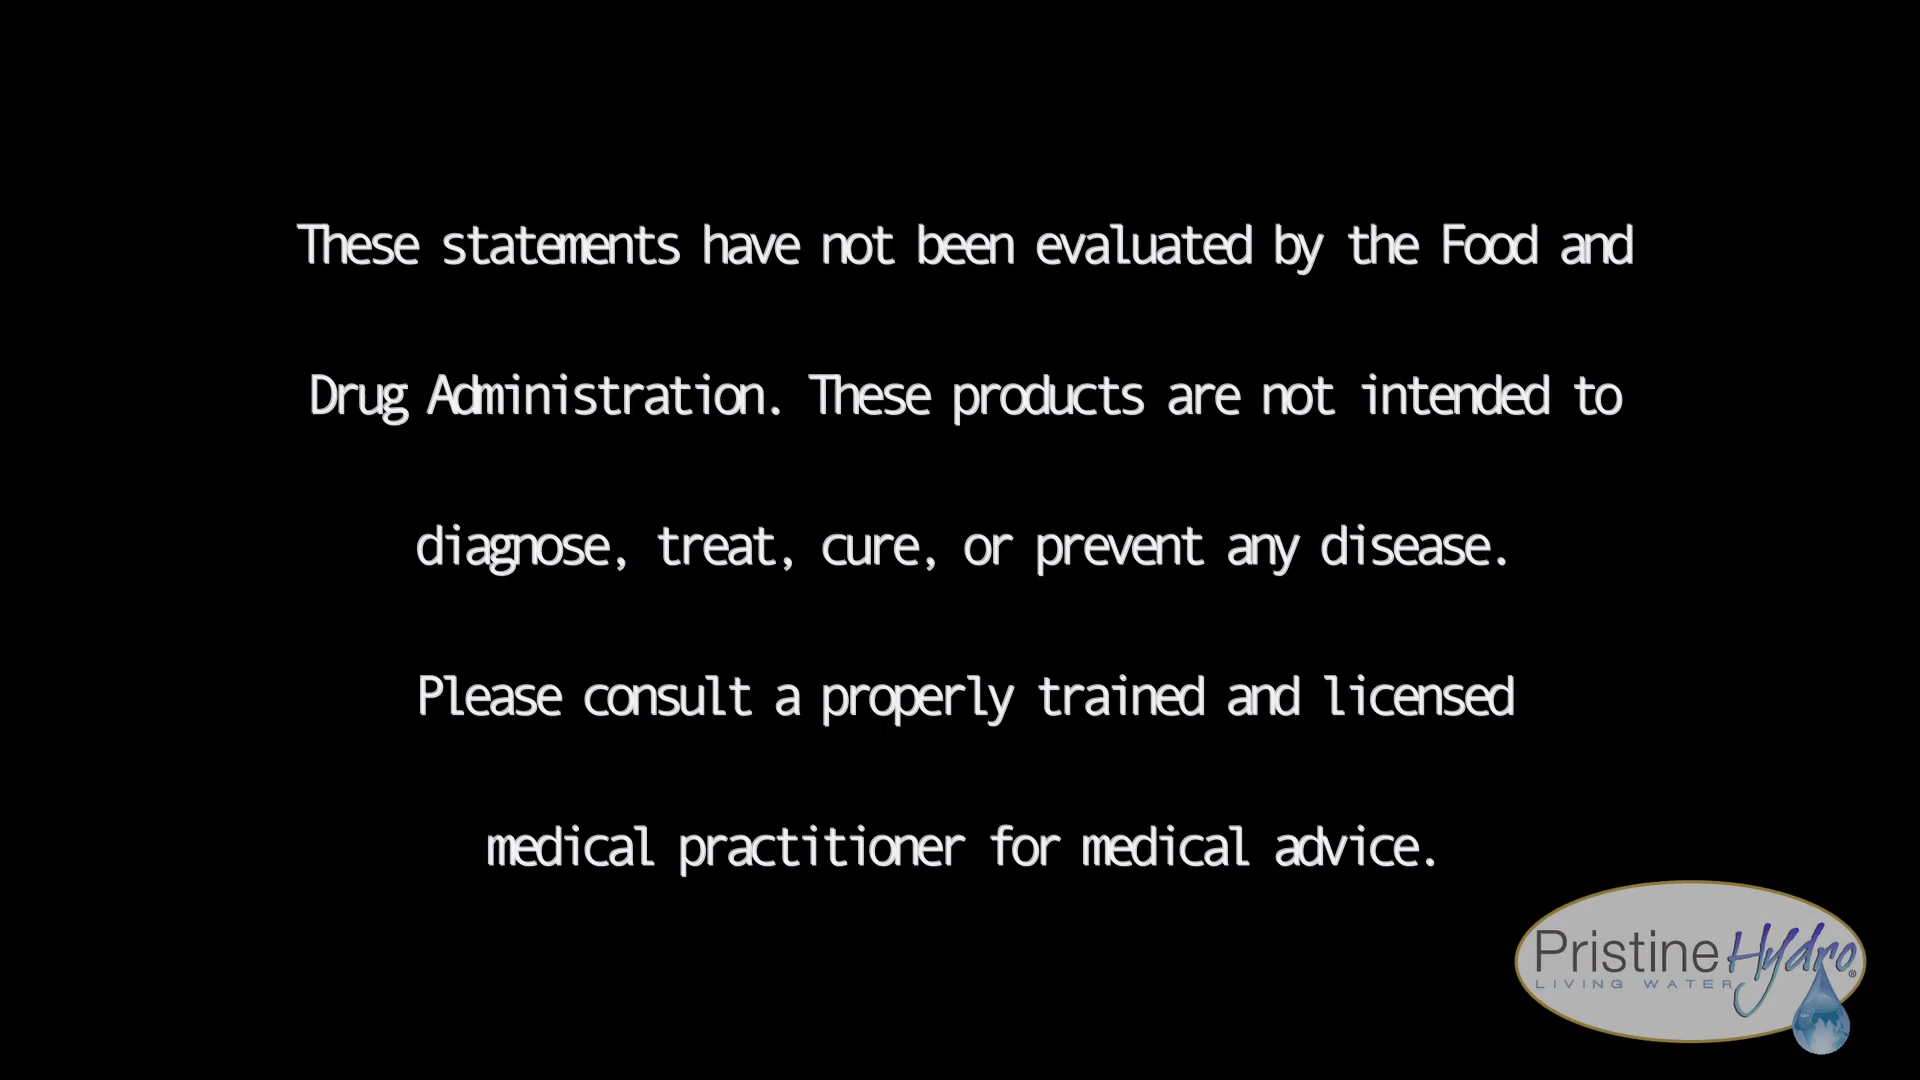 These statements have not been evaluated by the Food and
Drug Administration. These products are not intended to
diagnose, treat, cure, or prevent any disease.
Please consult a properly trained and licensed
medical practitioner for medical advice.
Pristine Hydro®
LIVING WATER